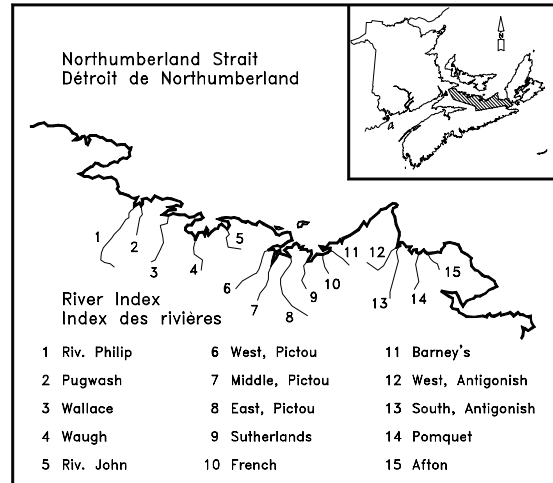 Northumberland Strait
Détroit de Northumberland
N
1
2
3
4
5
6
7
8
9
10
11
12
13
14
15
River Index
Index des rivières
1 Riv. Philip
2 Pugwash
3 Wallace
4 Waugh
5 Riv. John
6 West, Pictou
7 Middle, Pictou
8 East, Pictou
9 Sutherlands
10 French
11 Barney's
12 West, Antigonish
13 South, Antigonish
14 Pomquet
15 Afton